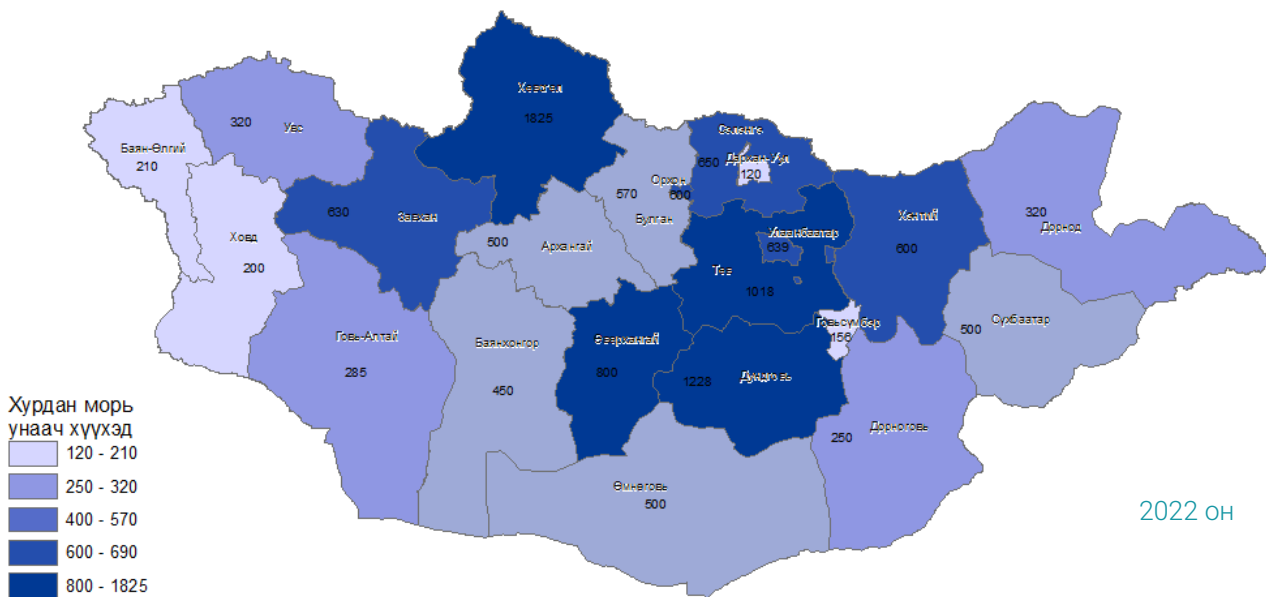 Хөвсгөл
1825
Увс
320
Баян-Өлгий
210
Ховд
200
Завхан
630
Говь-Алтай
285
Архангай
500
Баянхонгор
450
Булган
570
Орхон
600
Сэлэнгэ
650
Дархан-Уул
120
Улаанбаатар
639
Төв
1018
Хэнтий
600
Дорнод
320
Сүхбаатар
500
Говьсүмбэр
156
Өвөрхангай
800
Дундговь
1228
Дорноговь
250
Өмнөговь
500
Хурдан морь
унаач хүүхэд
120 - 210
250 - 320
400 - 570
600 - 690
800 - 1825
2022 он